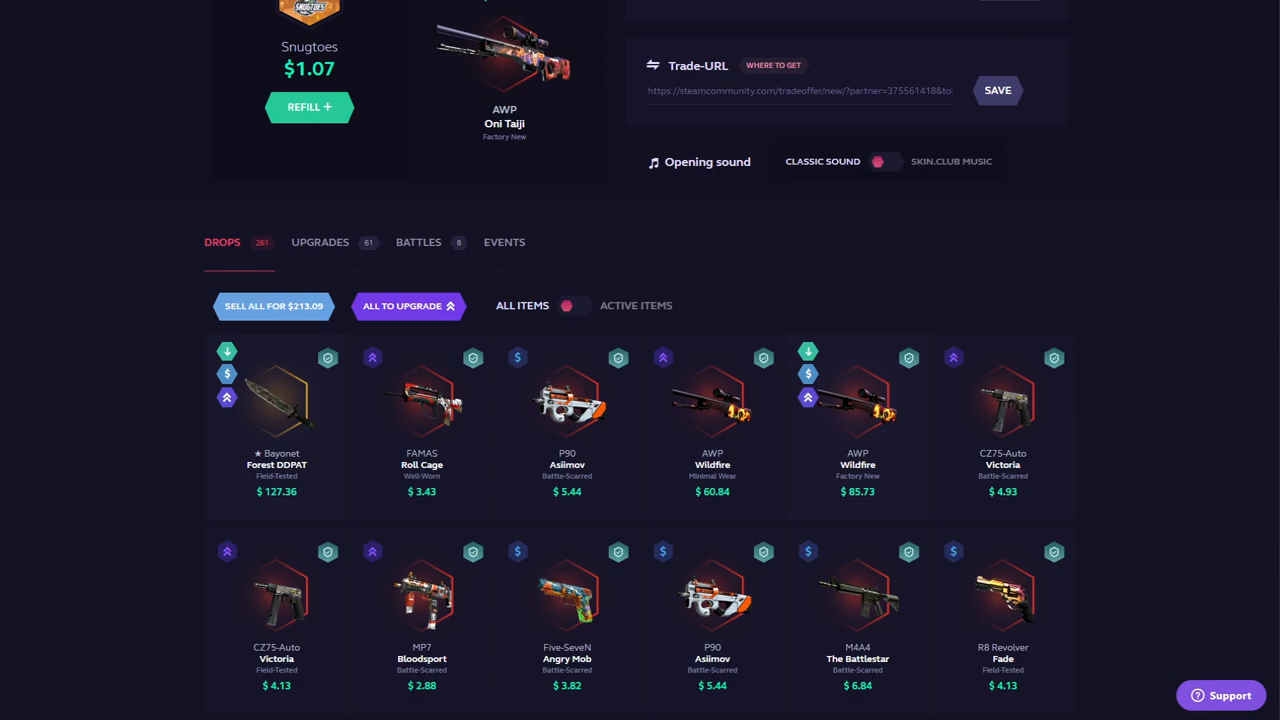 SNUGTOES
Snugtoes
$1.07
REFILL +
AWP
Oni Taiji
Factory New
Trade-URL
WHERE TO GET
https://steamcommunity.com/tradeoffer/new/?partner=375561418&to
SAVE
Opening sound
CLASSIC SOUND
SKIN.CLUB MUSIC
DROPS 261
UPGRADES 61
BATTLES 8
EVENTS
SELL ALL FOR $213.09
ALL TO UPGRADE
ALL ITEMS
ACTIVE ITEMS
$
★ Bayonet
Forest DDPAT
Field-Tested
$ 127.36
FAMAS
Roll Cage
Well-Worn
$ 3.43
$
P90
Asiimov
Battle-Scarred
$ 5.44
AWP
Wildfire
Minimal Wear
$ 60.84
$
AWP
Wildfire
Factory New
$ 85.73
CZ75-Auto
Victoria
Battle-Scarred
$ 4.93
CZ75-Auto
Victoria
Field-Tested
$ 4.13
MP7
Bloodsport
Battle-Scarred
$ 2.88
$
Five-SeveN
Angry Mob
Battle-Scarred
$ 3.82
$
P90
Asiimov
Battle-Scarred
$ 5.44
$
M4A4
The Battlestar
Battle-Scarred
$ 6.84
$
R8 Revolver
Fade
Field-Tested
$ 4.13
? Support